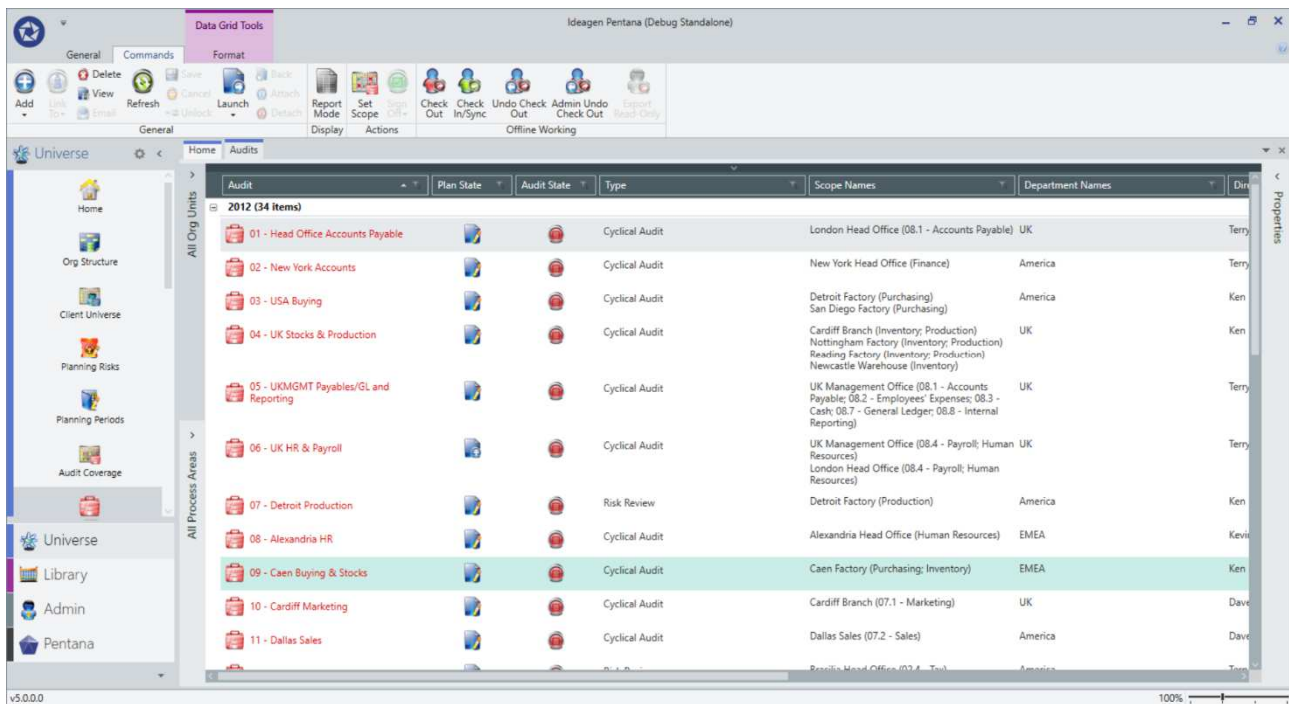 Data Grid Tools
Ideagen Pentana (Debug Standalone)
General Commands Format
Add
Link To
Delete
View
Email
Refresh
Save
Cancel
Unlock
Launch
Back
Attach
Detach
Report Mode
Set Scope
Sign Off
Check Out
Check In/Sync
Undo Check Out
Admin Undo Check Out
Export Read-Only
General Display Actions Offline Working
Universe
Home Audits
Home
Org Structure
Client Universe
Planning Risks
Planning Periods
Audit Coverage
Universe
Library
Admin
Pentana
All Org Units
All Process Areas
Audit Plan State Audit State Type Scope Names Department Names
2012 (34 items)
01 - Head Office Accounts Payable Cyclical Audit London Head Office (08.1 - Accounts Payable) UK Terry
02 - New York Accounts Cyclical Audit New York Head Office (Finance) America Terry
03 - USA Buying Cyclical Audit Detroit Factory (Purchasing) America Ken
San Diego Factory (Purchasing)
04 - UK Stocks & Production Cyclical Audit Cardiff Branch (Inventory; Production) UK Ken
Nottingham Factory (Inventory; Production)
Reading Factory (Inventory; Production)
Newcastle Warehouse (Inventory)
05 - UKMGMT Payables/GL and Cyclical Audit UK Management Office (08.1 - Accounts UK Terry
Reporting Payable; 08.2 - Employees' Expenses; 08.3 -
Cash; 08.7 - General Ledger; 08.8 - Internal
Reporting)
06 - UK HR & Payroll Cyclical Audit UK Management Office (08.4 - Payroll; Human UK Terry
Resources)
London Head Office (08.4 - Payroll; Human
Resources)
07 - Detroit Production Risk Review Detroit Factory (Production) America Ken
08 - Alexandria HR Cyclical Audit Alexandria Head Office (Human Resources) EMEA
09 - Caen Buying & Stocks Cyclical Audit Caen Factory (Purchasing; Inventory) EMEA Ken
10 - Cardiff Marketing Cyclical Audit Cardiff Branch (07.1 - Marketing) UK Dave
11 - Dallas Sales Cyclical Audit Dallas Sales (07.2 - Sales) America Dave
Properties
v5.0.0.0
100%